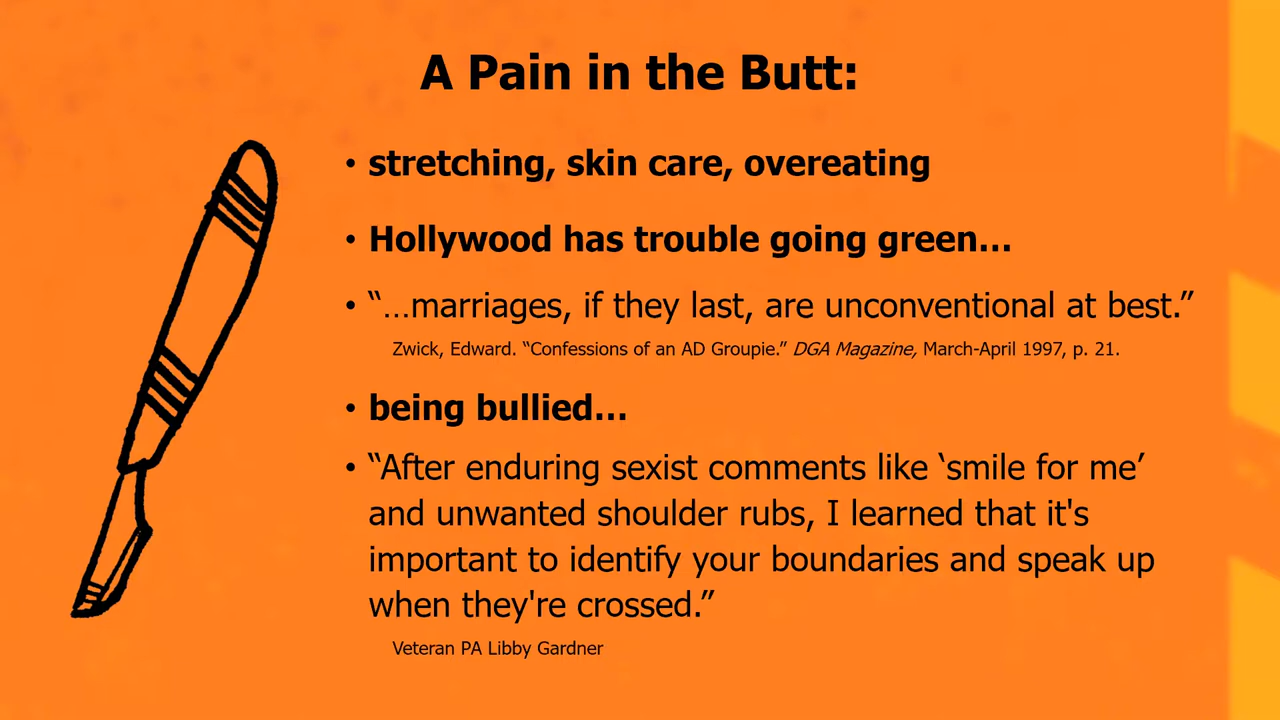 A Pain in the Butt:
• stretching, skin care, overeating
• Hollywood has trouble going green…
• “…marriages, if they last, are unconventional at best.”
Zwick, Edward. “Confessions of an AD Groupie.” DGA Magazine, March-April 1997, p. 21.
• being bullied…
• “After enduring sexist comments like ‘smile for me’
and unwanted shoulder rubs, I learned that it's
important to identify your boundaries and speak up
when they're crossed.”
Veteran PA Libby Gardner